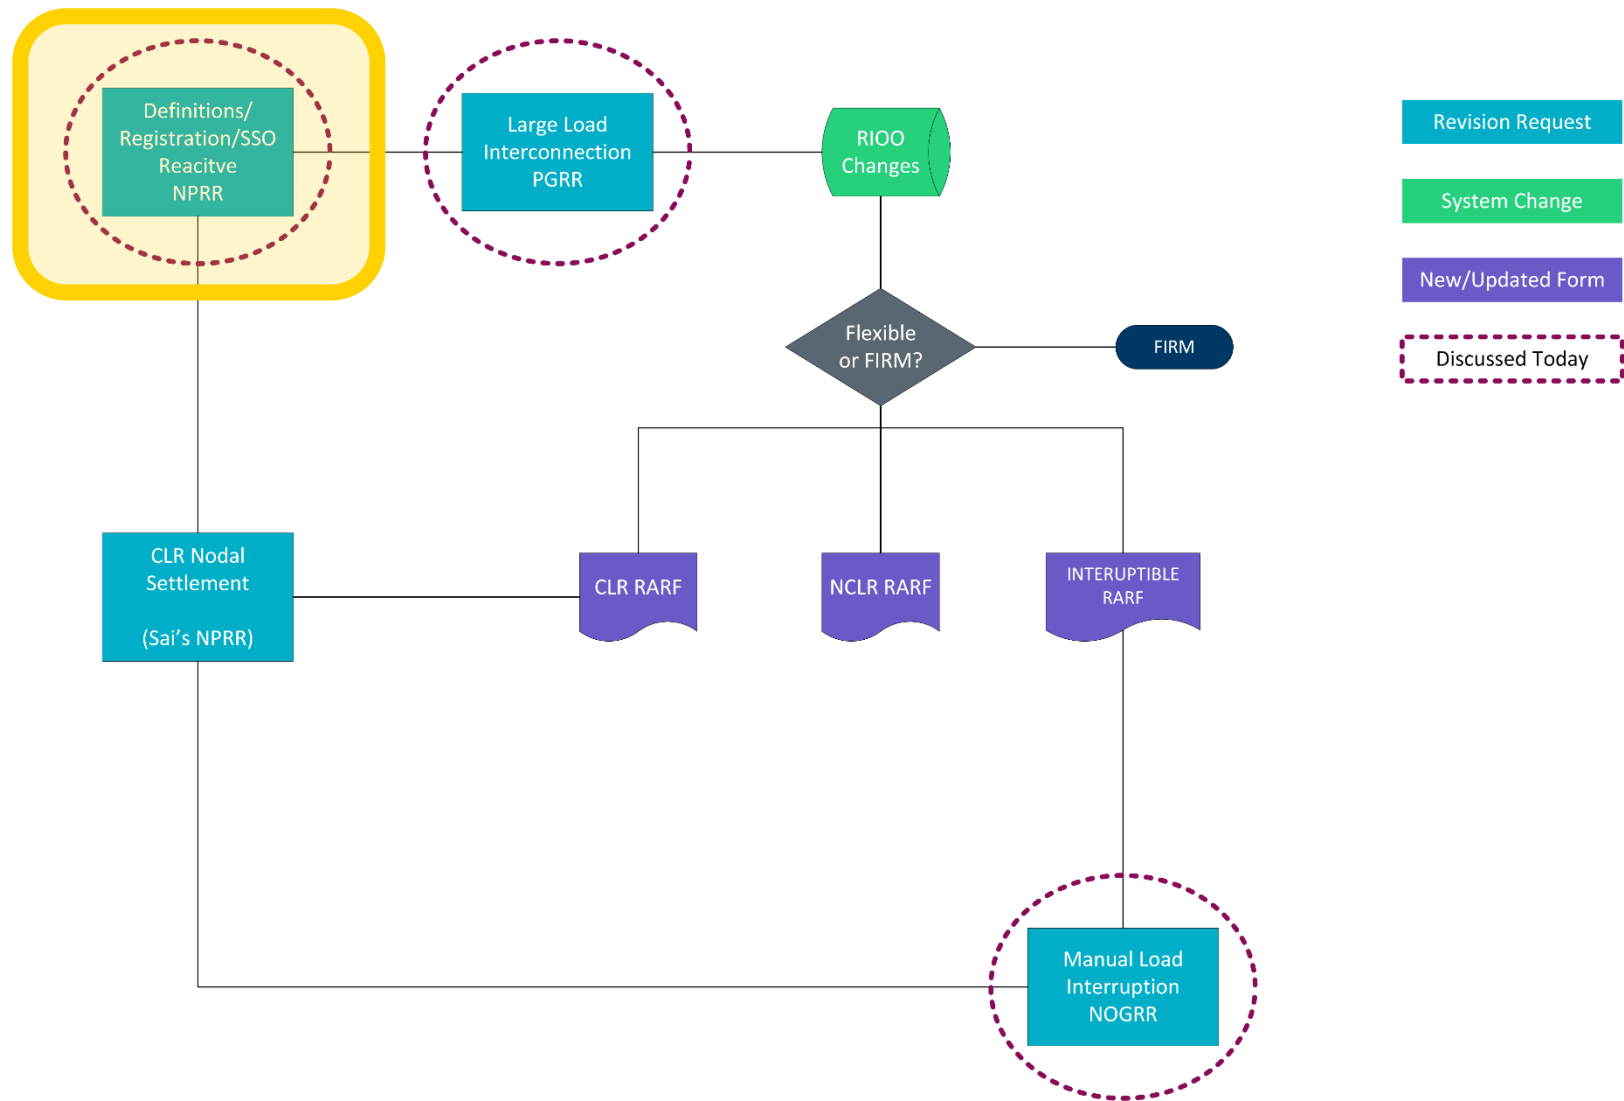 Definitions/
Registration/SSO
Reacitve
NPRR
Large Load
Interconnection
PGRR
RIOO
Changes
Revision Request
System Change
New/Updated Form
Discussed Today
Flexible
or FIRM?
FIRM
CLR Nodal
Settlement
(Sai's NPRR)
CLR RARF
NCLR RARF
INTERUPTIBLE
RARF
Manual Load
Interruption
NOGRR